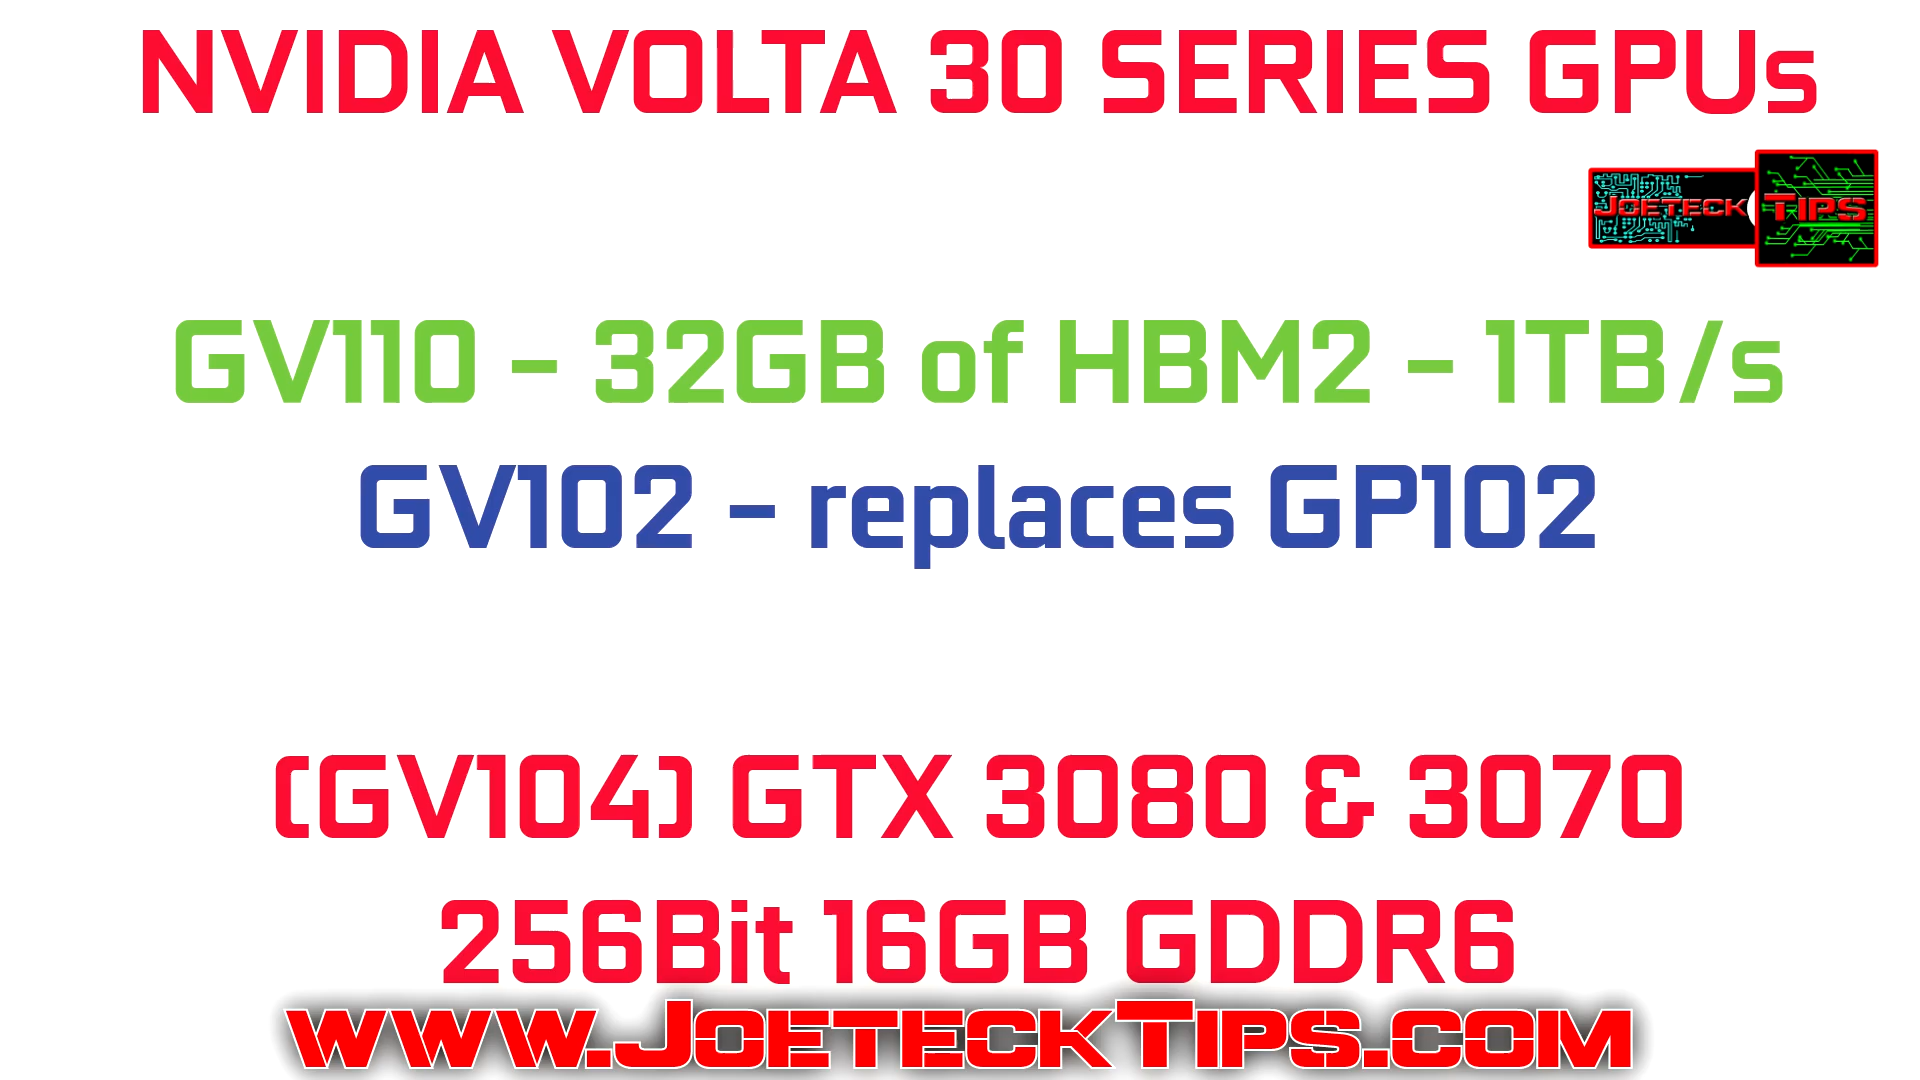 NVIDIA VOLTA 30 SERIES GPUs
JOETECK TIPS
GV110 - 32GB of HBM2 - 1TB/s
GV102 - replaces GP102
(GV104) GTX 3080 & 3070
256Bit 16GB GDDR6
www.JoeteckTips.com